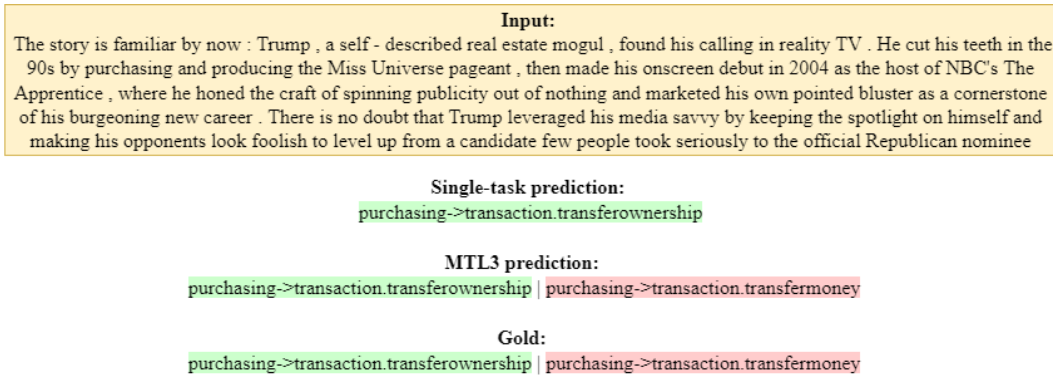 Input:
The story is familiar by now : Trump , a self - described real estate mogul , found his calling in reality TV . He cut his teeth in the
90s by purchasing and producing the Miss Universe pageant , then made his onscreen debut in 2004 as the host of NBC's The
Apprentice , where he honed the craft of spinning publicity out of nothing and marketed his own pointed bluster as a cornerstone
of his burgeoning new career . There is no doubt that Trump leveraged his media savvy by keeping the spotlight on himself and
making his opponents look foolish to level up from a candidate few people took seriously to the official Republican nominee
Single-task prediction:
purchasing->transaction.transferownership
MTL3 prediction:
purchasing->transaction.transferownership | purchasing->transaction.transfermoney
Gold:
purchasing->transaction.transferownership | purchasing->transaction.transfermoney